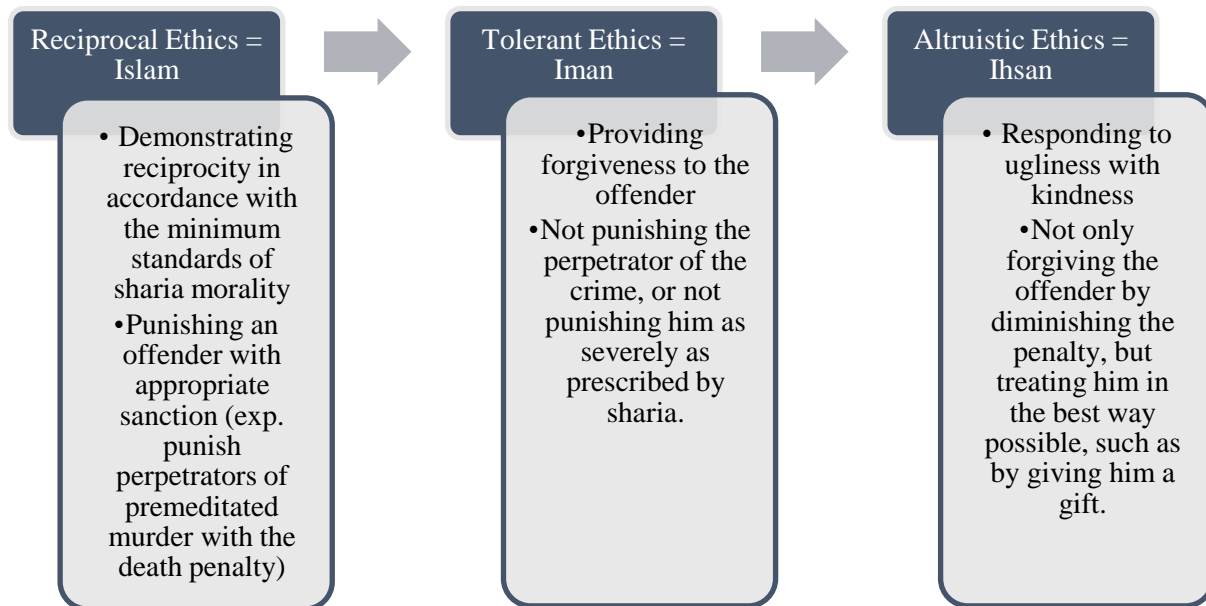 Reciprocal Ethics =
Islam
• Demonstrating
reciprocity in
accordance with
the minimum
standards of
sharia morality
•Punishing an
offender with
appropriate
sanction (exp.
punish
perpetrators of
premeditated
murder with the
death penalty)
Tolerant Ethics =
Iman
•Providing
forgiveness to the
offender
•Not punishing the
perpetrator of the
crime, or not
punishing him as
severely as
prescribed by
sharia.
Altruistic Ethics =
Ihsan
• Responding to
ugliness with
kindness
•Not only
forgiving the
offender by
diminishing the
penalty, but
treating him in
the best way
possible, such as
by giving him a
gift.